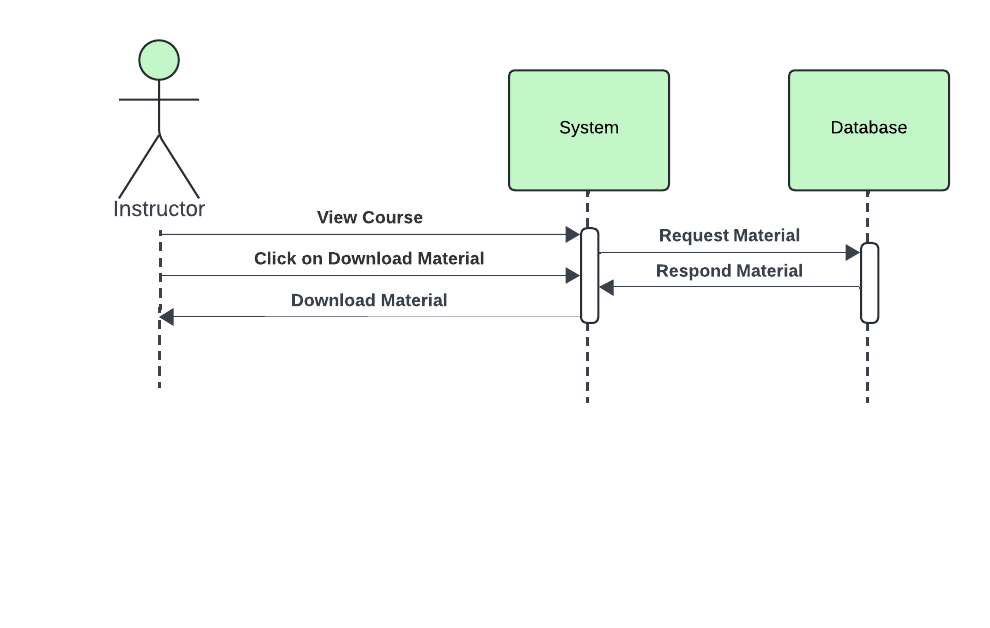 System
Database
Instructor
View Course
Request Material
Click on Download Material
Respond Material
Download Material